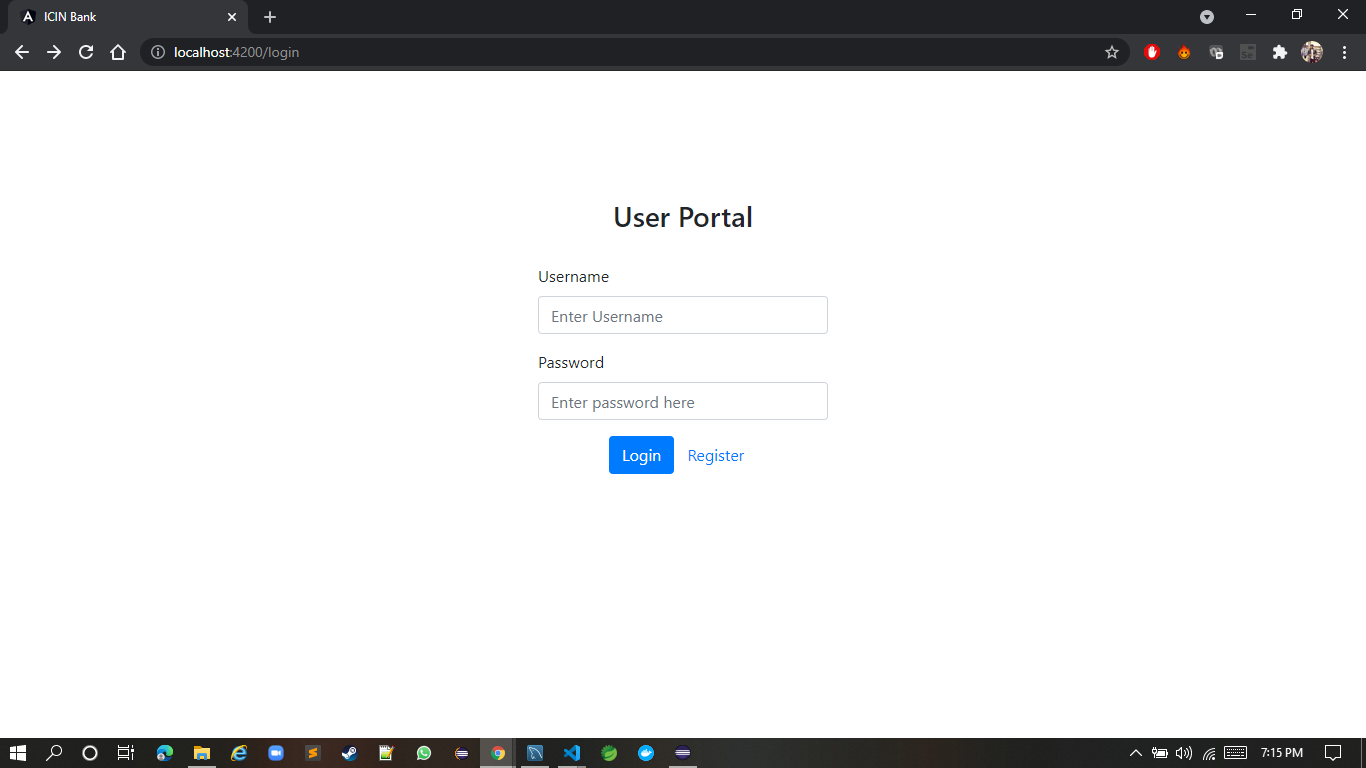 ICIN Bank
localhost:4200/login
User Portal
Username
Enter Username
Password
Enter password here
Login Register
7:15 PM